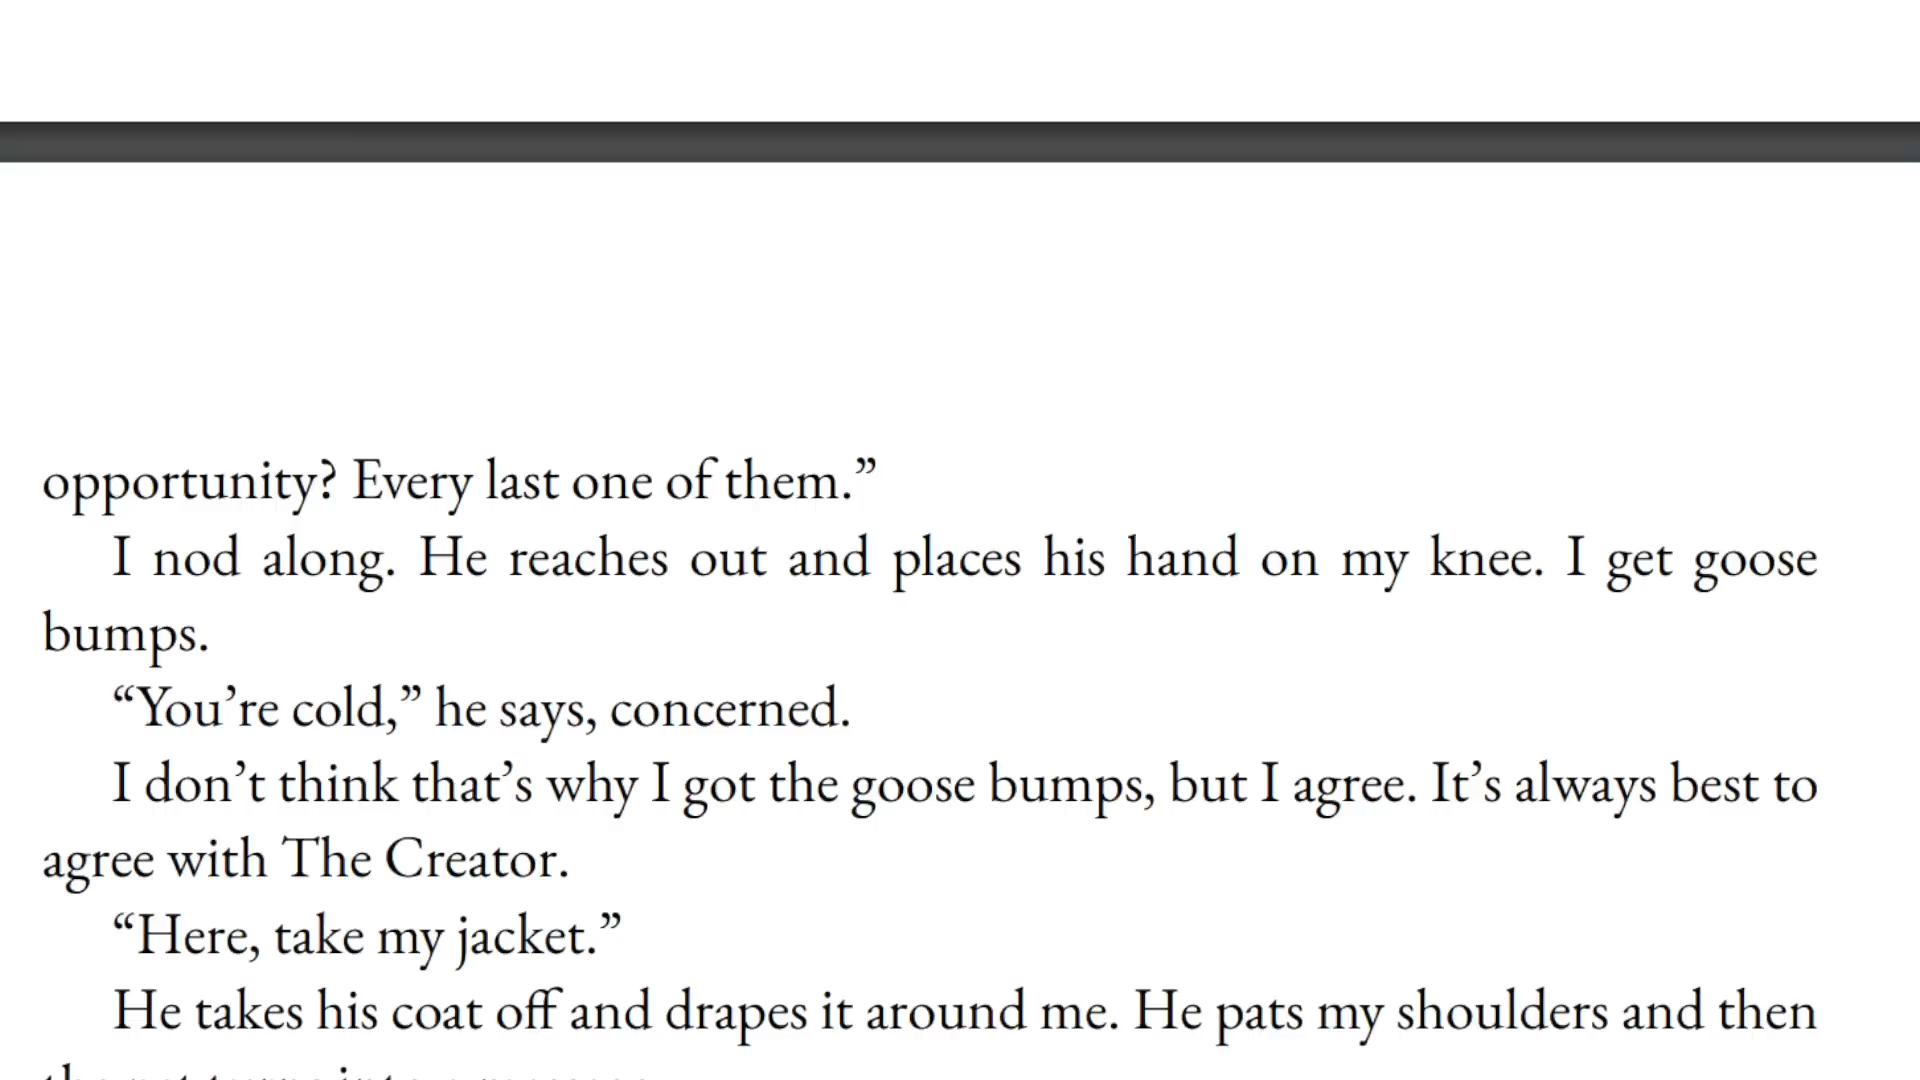 opportunity? Every last one of them.”
I nod along. He reaches out and places his hand on my knee. I get goose
bumps.
“You’re cold,” he says, concerned.
I don’t think that’s why I got the goose bumps, but I agree. It’s always best to
agree with The Creator.
“Here, take my jacket.”
He takes his coat off and drapes it around me. He pats my shoulders and then